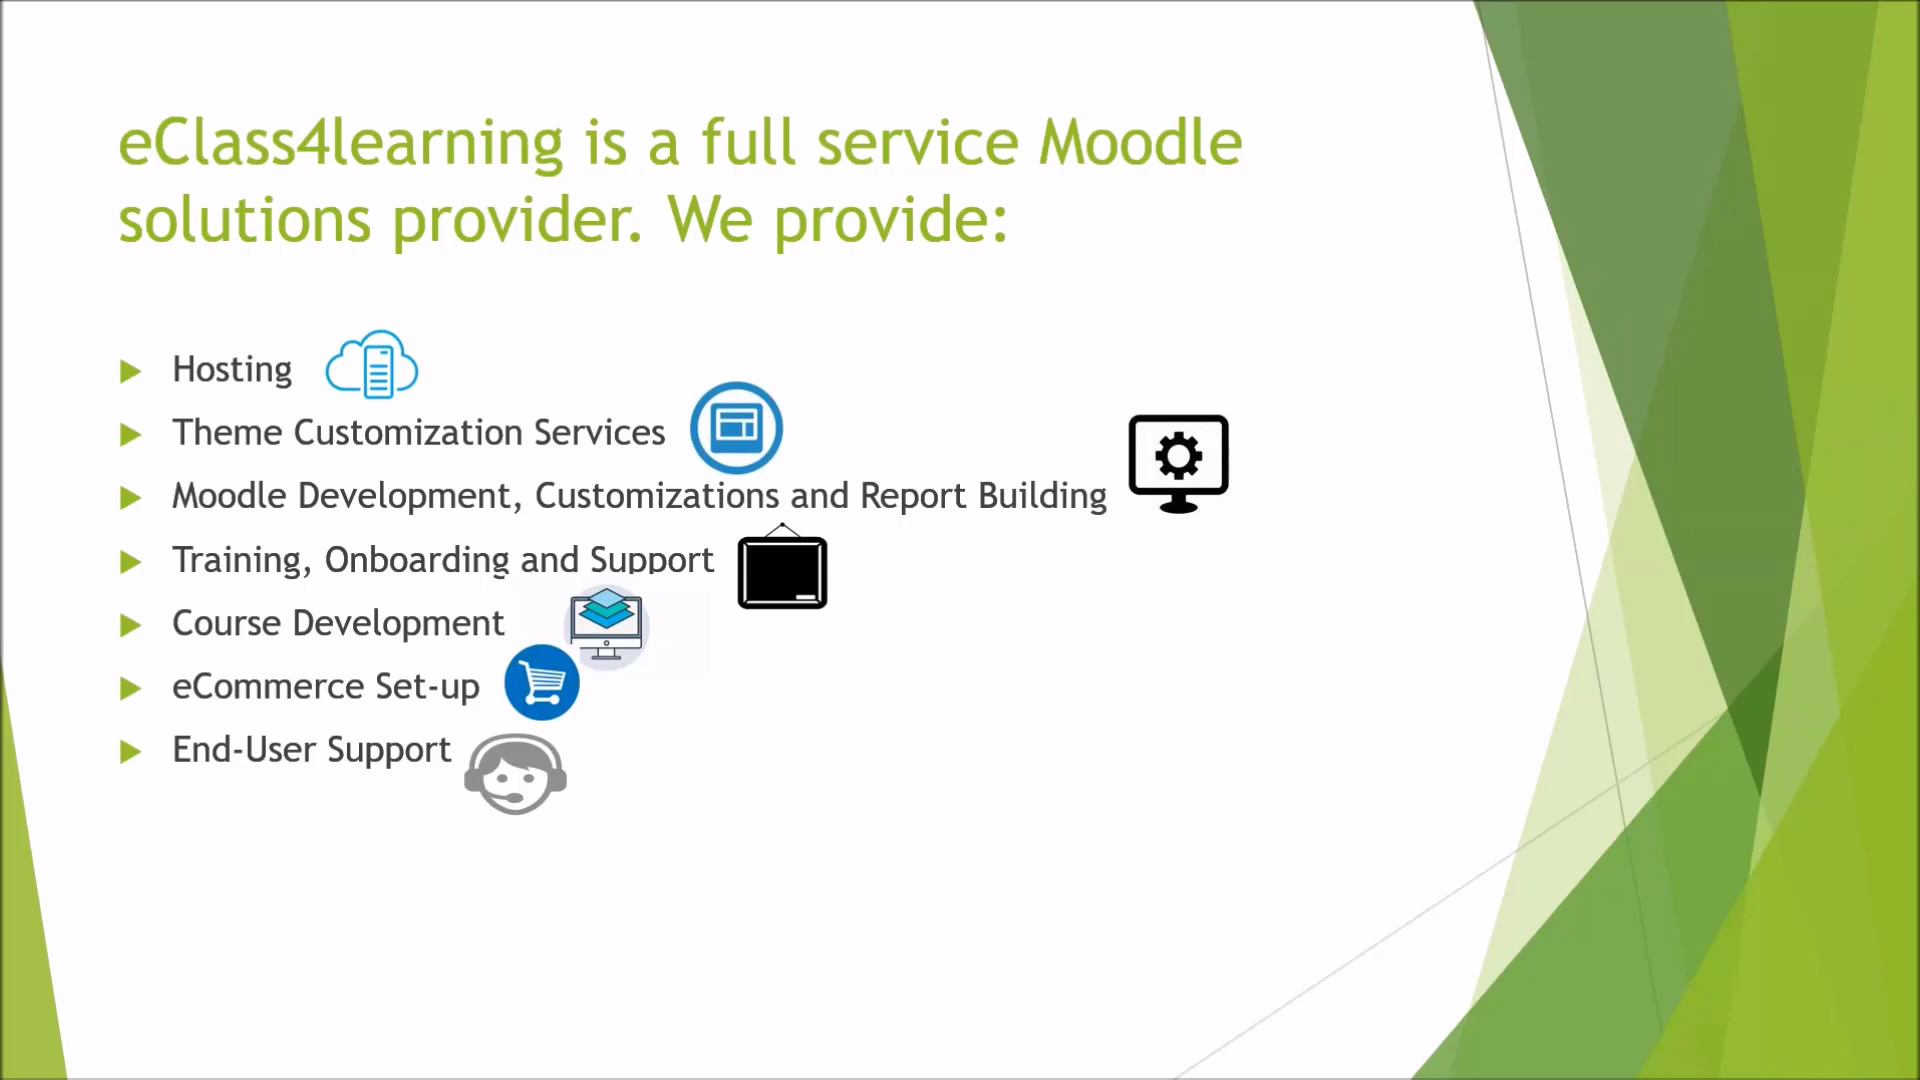 eClass4learning is a full service Moodle
solutions provider. We provide:
Hosting
Theme Customization Services
Moodle Development, Customizations and Report Building
Training, Onboarding and Support
Course Development
eCommerce Set-up
End-User Support